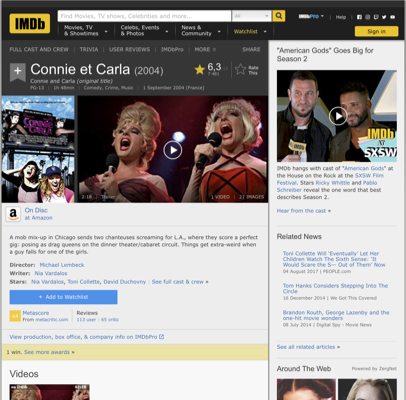 IMDb
Find Movies, TV shows, Celebrities and more...
All
IMDbPro
Help
Movies, TV & Showtimes
Celebs, Events & Photos
News & Community
Watchlist
Sign in
FULL CAST AND CREW | TRIVIA | USER REVIEWS | IMDbPro | MORE
SHARE
Connie et Carla (2004)
Connie and Carla (original title)
PG-13 | 1h 48min | Comedy, Crime, Music | 1 September 2004 (France)
6,3
Rate This
CONNIE AND CARLA
2:18 | Trailer
1 VIDEO | 21 IMAGES
On Disc
at Amazon
A mob mix-up in Chicago sends two chanteuses screaming for L.A., where they score a perfect
gig: posing as drag queens on the dinner theater/cabaret circuit. Things get extra-weird when
a guy falls for one of the girls.
Director: Michael Lembeck
Writer: Nia Vardalos
Stars: Nia Vardalos, Toni Collette, David Duchovny | See full cast & crew »
+ Add to Watchlist
Metascore
From metacritic.com
Reviews
113 user | 65 critic
View production, box office, & company info on IMDbPro
1 win. See more awards »
Videos
"American Gods" Goes Big for
Season 2
IMDb
AT
SXSW
IMDb hangs with cast of "American Gods" at
the House on the Rock at the SXSW Film
Festival. Stars Ricky Whittle and Pablo
Schreiber reveal the one word that best
describes Season 2.
Hear from the cast »
Related News
Toni Collette Will 'Eventually' Let Her
Children Watch The Sixth Sense: 'It
Would Scare the S— Out of Them' Now
04 August 2017 | PEOPLE.com
Tom Hanks Considers Stepping Into The
Circle
16 December 2014 | We Got This Covered
Brandon Routh, George Lazenby and the
one-hit movie wonders
08 July 2014 | Digital Spy - Movie News
See all related articles »
Around The Web
Powered by ZergNet